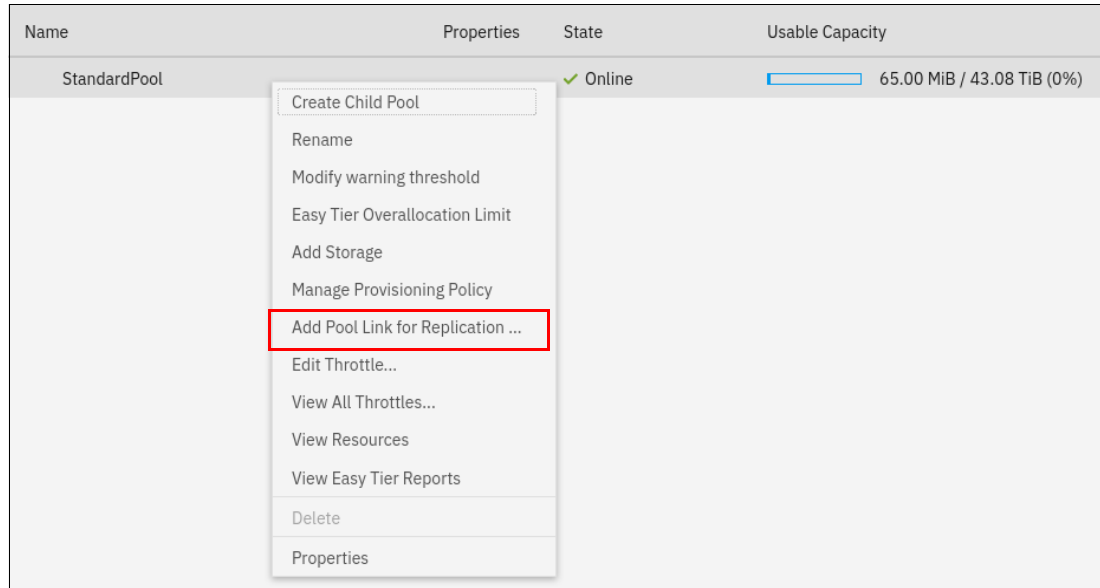 Name Properties State Usable Capacity
StandardPool Online 65.00 MiB / 43.08 TiB (0%)
Create Child Pool
Rename
Modify warning threshold
Easy Tier Overallocation Limit
Add Storage
Manage Provisioning Policy
Add Pool Link for Replication ...
Edit Throttle...
View All Throttles...
View Resources
View Easy Tier Reports
Delete
Properties